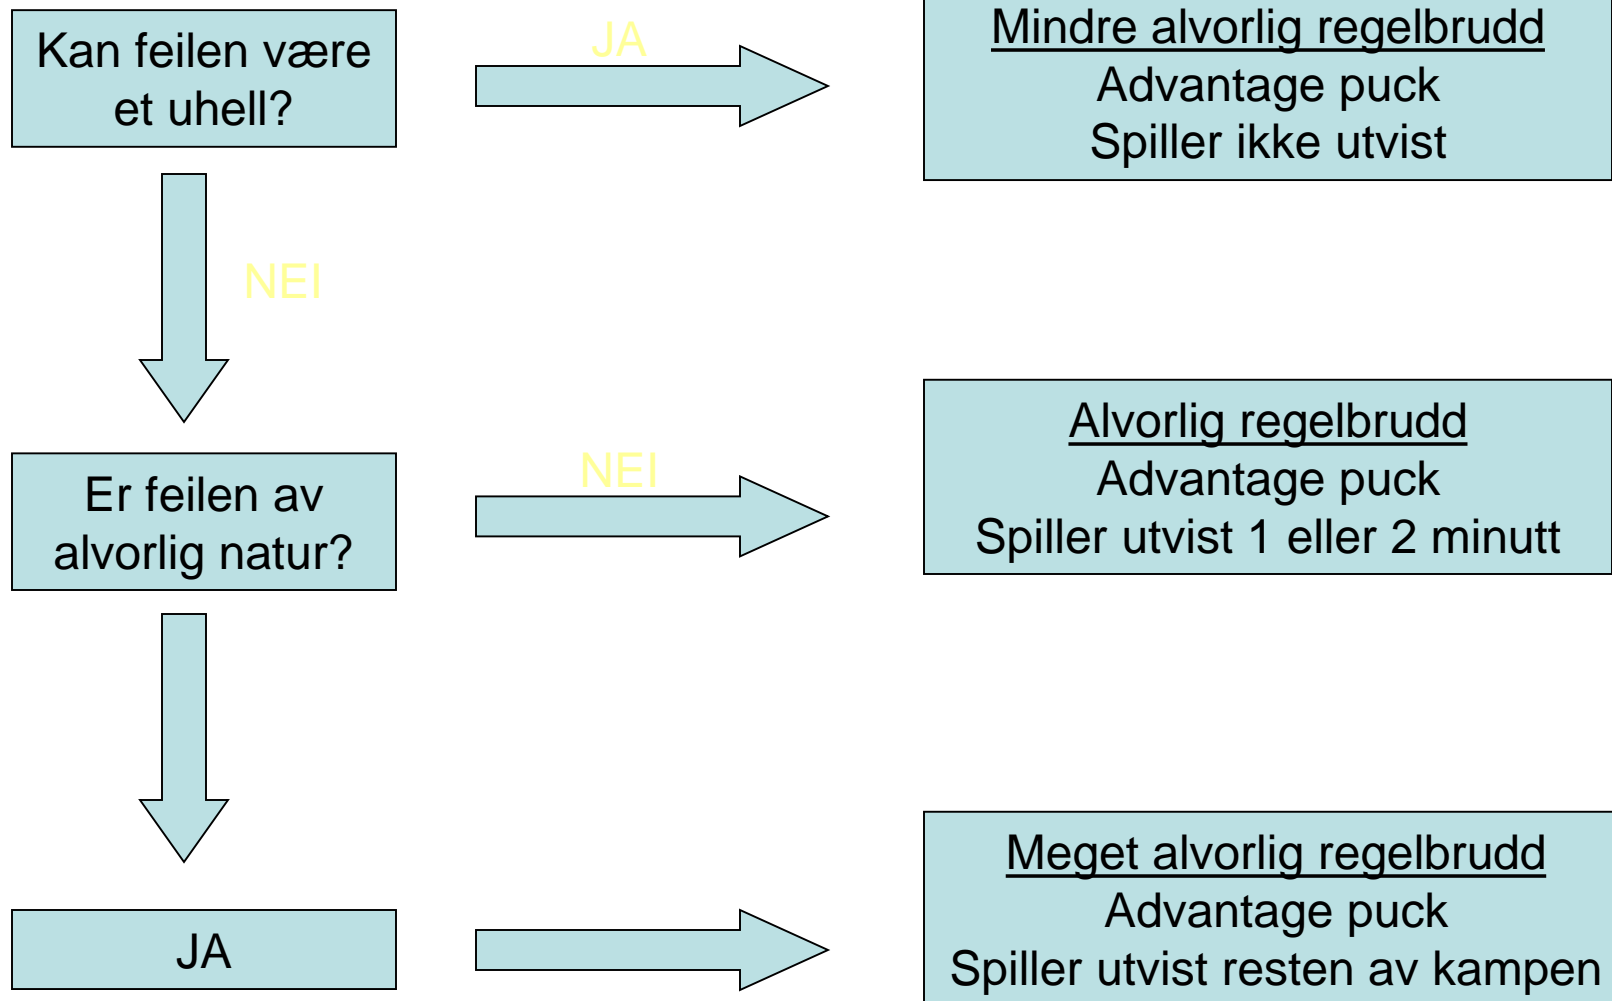 Kan feilen være
et uhell?
JA
Mindre alvorlig regelbrudd
Advantage puck
Spiller ikke utvist
NEI
Er feilen av
alvorlig natur?
NEI
Alvorlig regelbrudd
Advantage puck
Spiller utvist 1 eller 2 minutt
JA
Meget alvorlig regelbrudd
Advantage puck
Spiller utvist resten av kampen